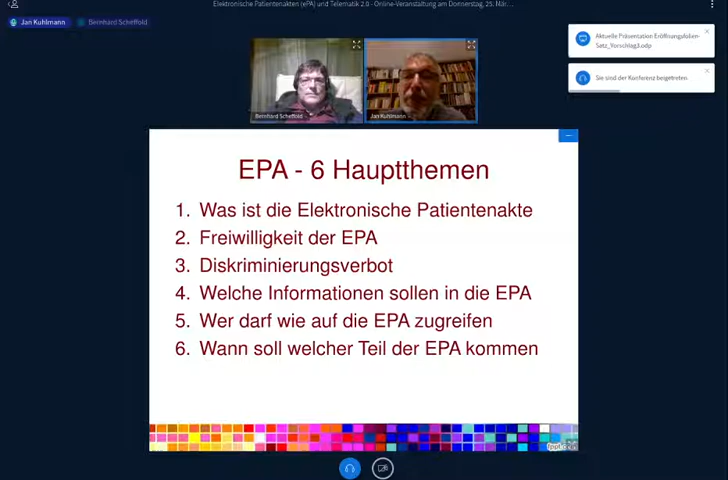 Elektronische Patientenakten (ePA) und Telematik 2.0 - Online-Veranstaltung am Donnerstag, 25. Mär...
Jan Kuhlmann
Bernhard Scheffold
Aktuelle Präsentation Eröffnungsfolien-
Satz_Vorschlag3.odp
Sie sind der Konferenz beigetreten.
Bernhard Scheffold
Jan Kuhlmann
EPA - 6 Hauptthemen
1. Was ist die Elektronische Patientenakte
2. Freiwilligkeit der EPA
3. Diskriminierungsverbot
4. Welche Informationen sollen in die EPA
5. Wer darf wie auf die EPA zugreifen
6. Wann soll welcher Teil der EPA kommen